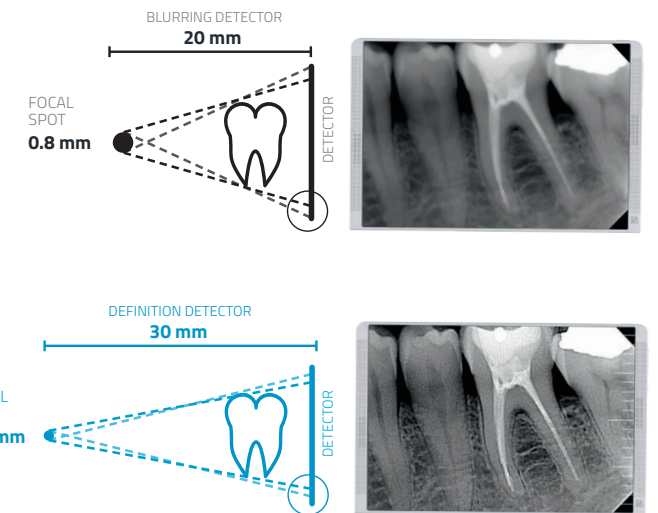 BLURRING DETECTOR
20 mm
FOCAL
SPOT
0.8 mm
DETECTOR
DEFINITION DETECTOR
30 mm
mm
DETECTOR